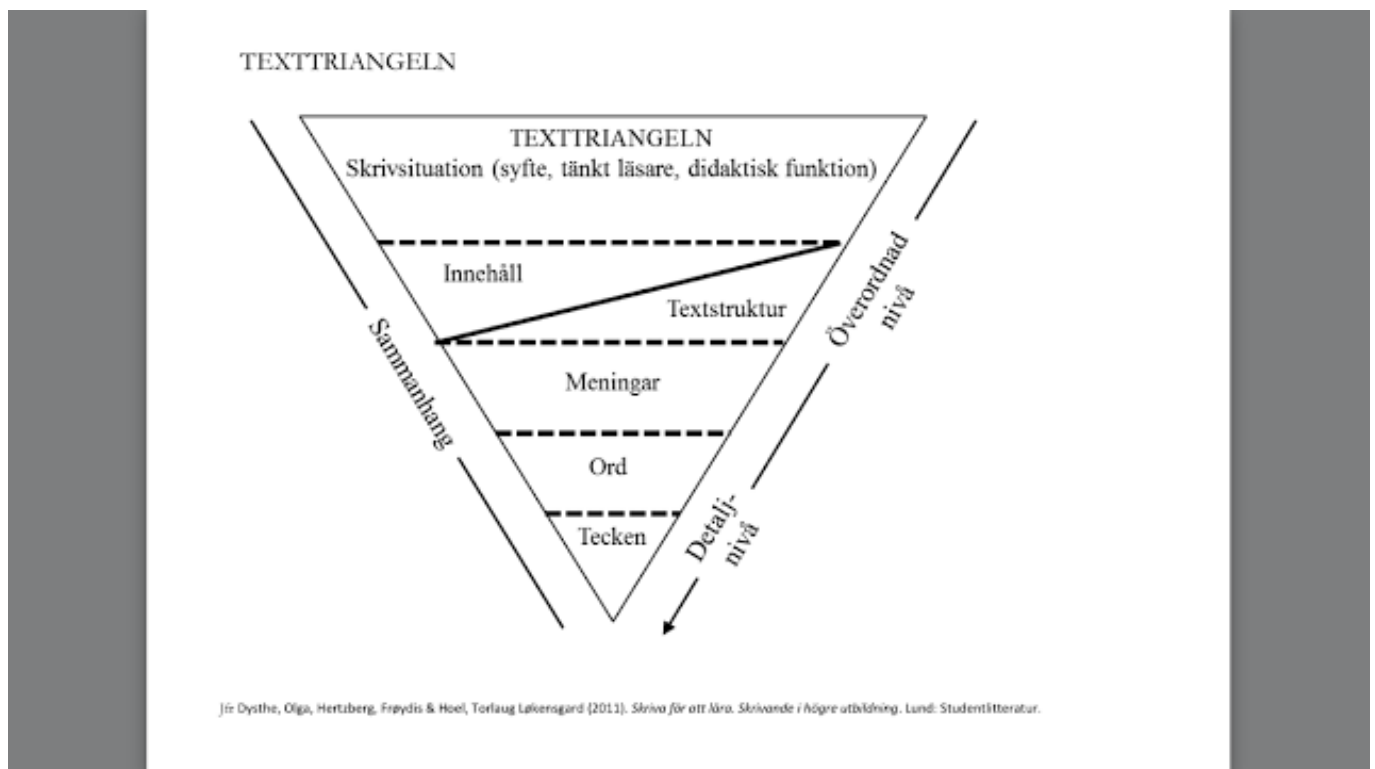 TEXTTRIANGELN
TEXTTRIANGELN
Skrivsituation (syfte, tänkt läsare, didaktisk funktion)
Innehåll
Textstruktur
Meningar
Ord
Tecken
Sammanhang
Överordnad
nivå
Detalj-
nivå
Jfr Dysthe, Olga, Hertzberg, Frøydis & Hoel, Torlaug Løkensgard (2011). Skriva för att lära. Skrivande i högre utbildning. Lund: Studentlitteratur.